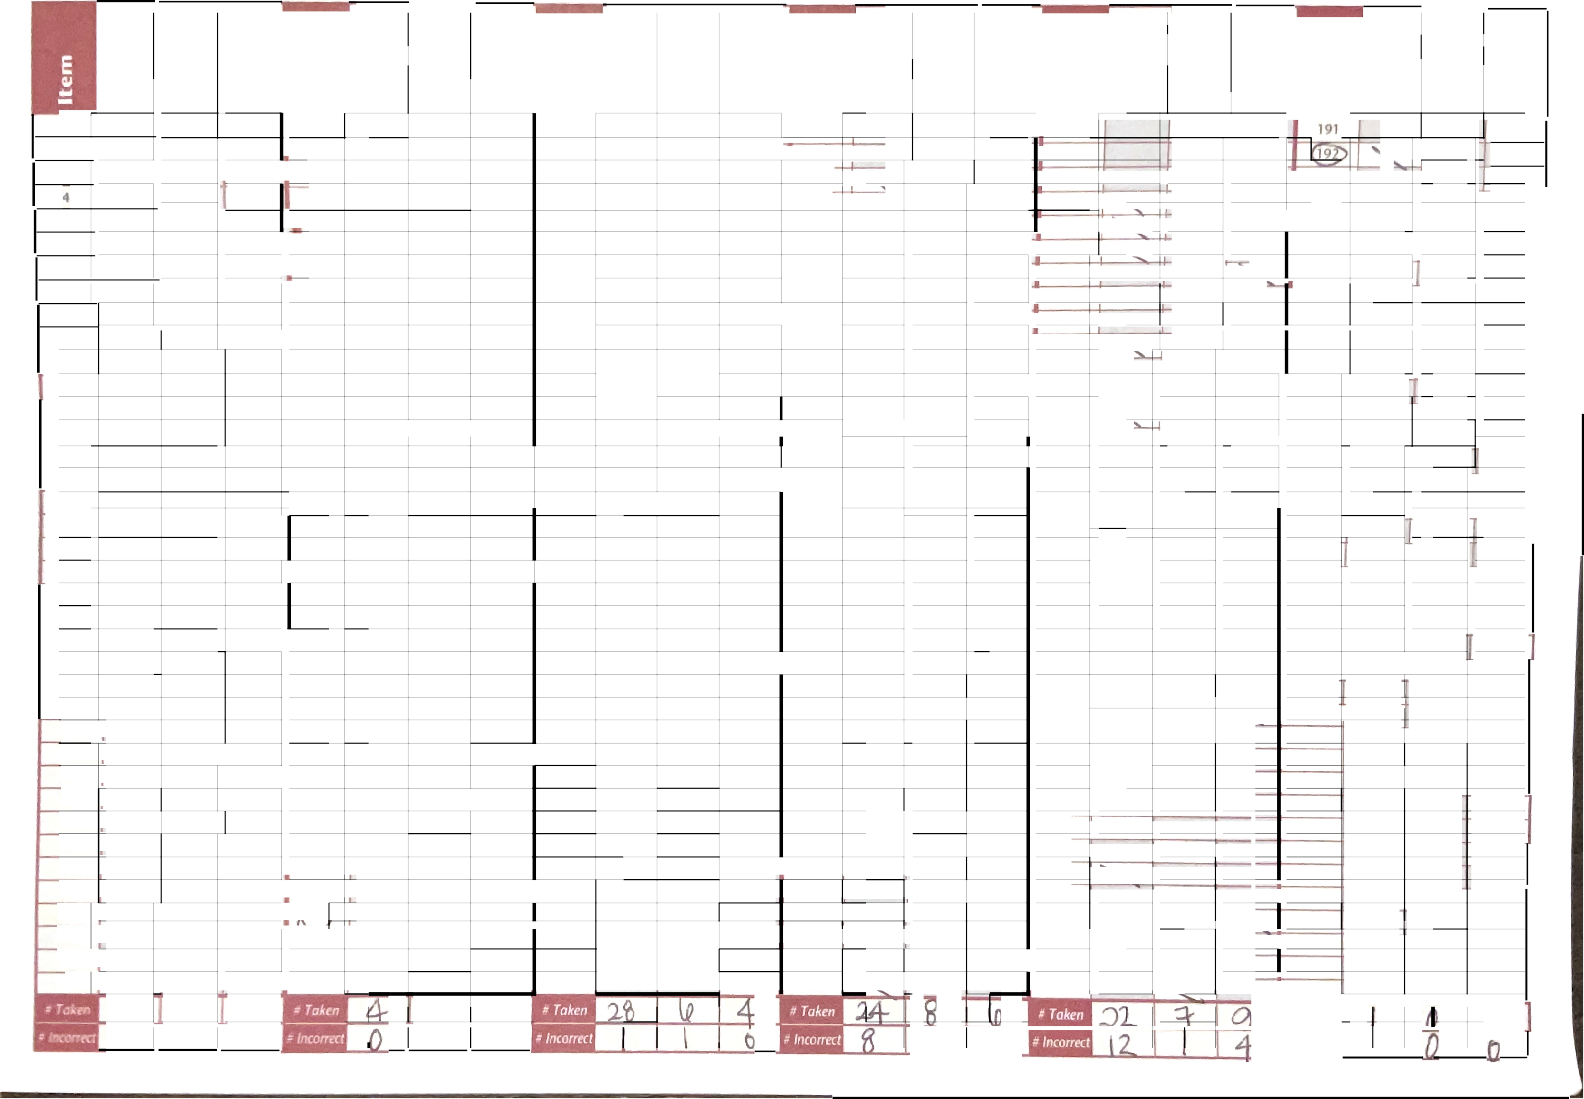 Item
191
192
4
# Taken # Taken 4 # Taken 28 6 4 # Taken 24 8 6 # Taken 22 7 9 1 1
# Incorrect # Incorrect 0 # Incorrect 1 1 0 # Incorrect 8 # Incorrect 12 1 4 0 0